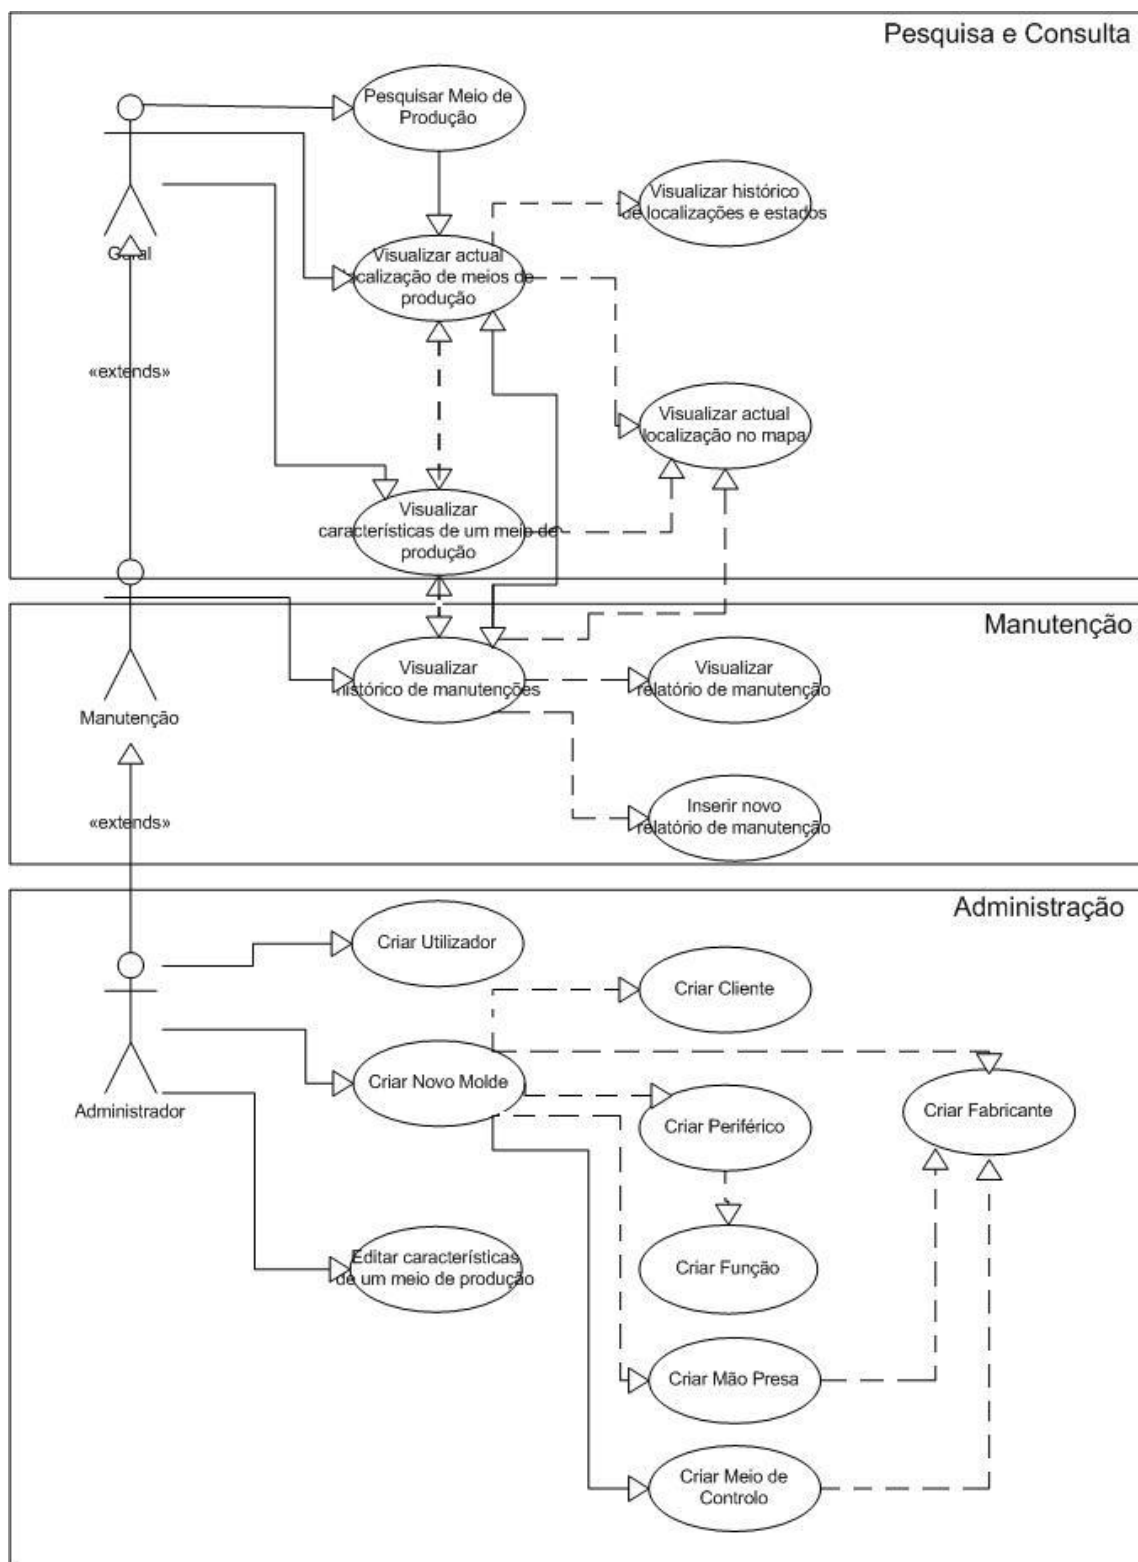 Pesquisa e Consulta
Pesquisar Meio de
Produção
Visualizar histórico
de localizações e estados
Geral
Visualizar actual
localização de meios de
produção
«extends»
Visualizar actual
localização no mapa
Visualizar
características de um meio de
produção
Manutenção
Visualizar
histórico de manutenções
Visualizar
relatório de manutenção
Manutenção
Inserir novo
relatório de manutenção
«extends»
Administração
Criar Utilizador
Criar Cliente
Criar Novo Molde
Administrador
Criar Periférico
Criar Fabricante
Editar características
de um meio de produção
Criar Função
Criar Mão Presa
Criar Meio de
Controlo